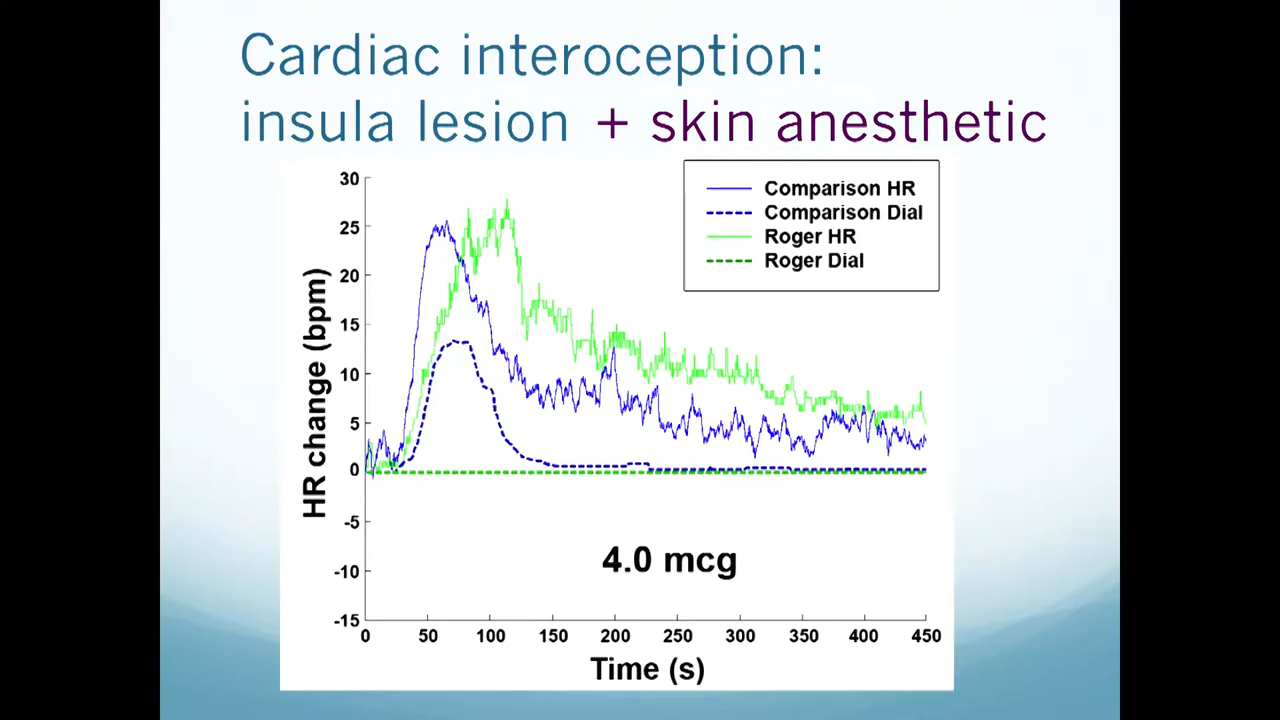 Cardiac interoception:
insula lesion + skin anesthetic
Comparison HR
Comparison Dial
Roger HR
Roger Dial
30
25
20
15
10
5
0
-5
-10
-15
HR change (bpm)
4.0 mcg
0 50 100 150 200 250 300 350 400 450
Time (s)